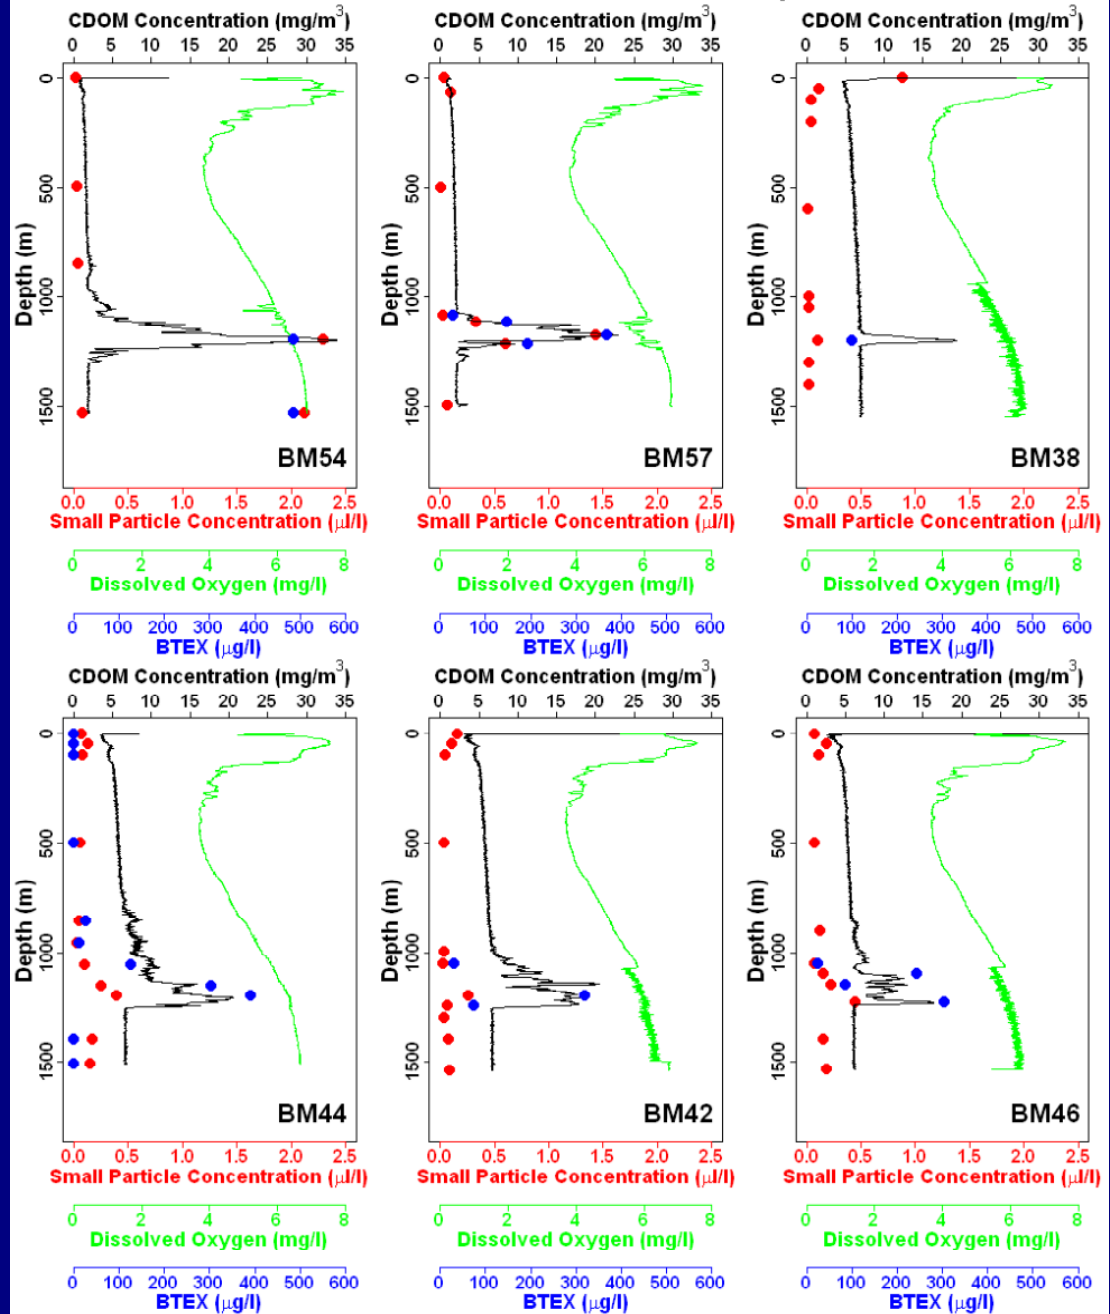 CDOM Concentration (mg/m3) CDOM Concentration (mg/m3) CDOM Concentration (mg/m3)
0 5 10 15 20 25 30 35 0 5 10 15 20 25 30 35 0 5 10 15 20 25 30 35
Depth (m) 0 500 1000 1500 Depth (m) 0 500 1000 1500 Depth (m) 0 500 1000 1500
BM54 BM57 BM38
0.0 0.5 1.0 1.5 2.0 2.5 0.0 0.5 1.0 1.5 2.0 2.5 0.0 0.5 1.0 1.5 2.0 2.5
Small Particle Concentration (μl/l) Small Particle Concentration (μl/l) Small Particle Concentration (μl/l)
0 2 4 6 8 0 2 4 6 8 0 2 4 6 8
Dissolved Oxygen (mg/l) Dissolved Oxygen (mg/l) Dissolved Oxygen (mg/l)
0 100 200 300 400 500 600 0 100 200 300 400 500 600 0 100 200 300 400 500 600
BTEX (μg/l) BTEX (μg/l) BTEX (μg/l)
CDOM Concentration (mg/m3) CDOM Concentration (mg/m3) CDOM Concentration (mg/m3)
0 5 10 15 20 25 30 35 0 5 10 15 20 25 30 35 0 5 10 15 20 25 30 35
Depth (m) 0 500 1000 1500 Depth (m) 0 500 1000 1500 Depth (m) 0 500 1000 1500
BM44 BM42 BM46
0.0 0.5 1.0 1.5 2.0 2.5 0.0 0.5 1.0 1.5 2.0 2.5 0.0 0.5 1.0 1.5 2.0 2.5
Small Particle Concentration (μl/l) Small Particle Concentration (μl/l) Small Particle Concentration (μl/l)
0 2 4 6 8 0 2 4 6 8 0 2 4 6 8
Dissolved Oxygen (mg/l) Dissolved Oxygen (mg/l) Dissolved Oxygen (mg/l)
0 100 200 300 400 500 600 0 100 200 300 400 500 600 0 100 200 300 400 500 600
BTEX (μg/l) BTEX (μg/l) BTEX (μg/l)